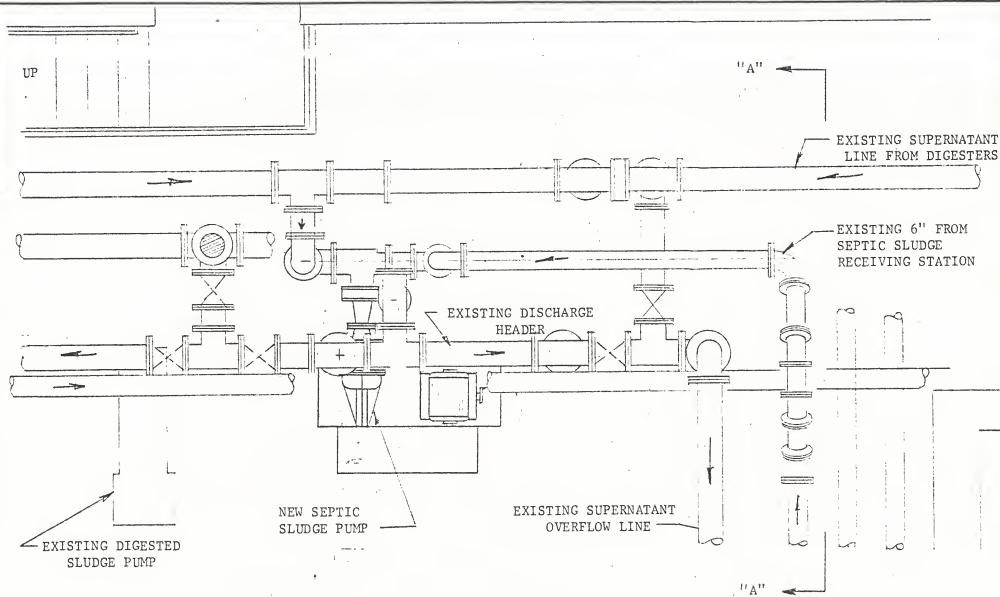 UP
"A"
EXISTING SUPERNATANT
LINE FROM DIGESTERS
EXISTING 6" FROM
SEPTIC SLUDGE
RECEIVING STATION
EXISTING DISCHARGE
HEADER
NEW SEPTIC
SLUDGE PUMP
EXISTING SUPERNATANT
OVERFLOW LINE
EXISTING DIGESTED
SLUDGE PUMP
"A"